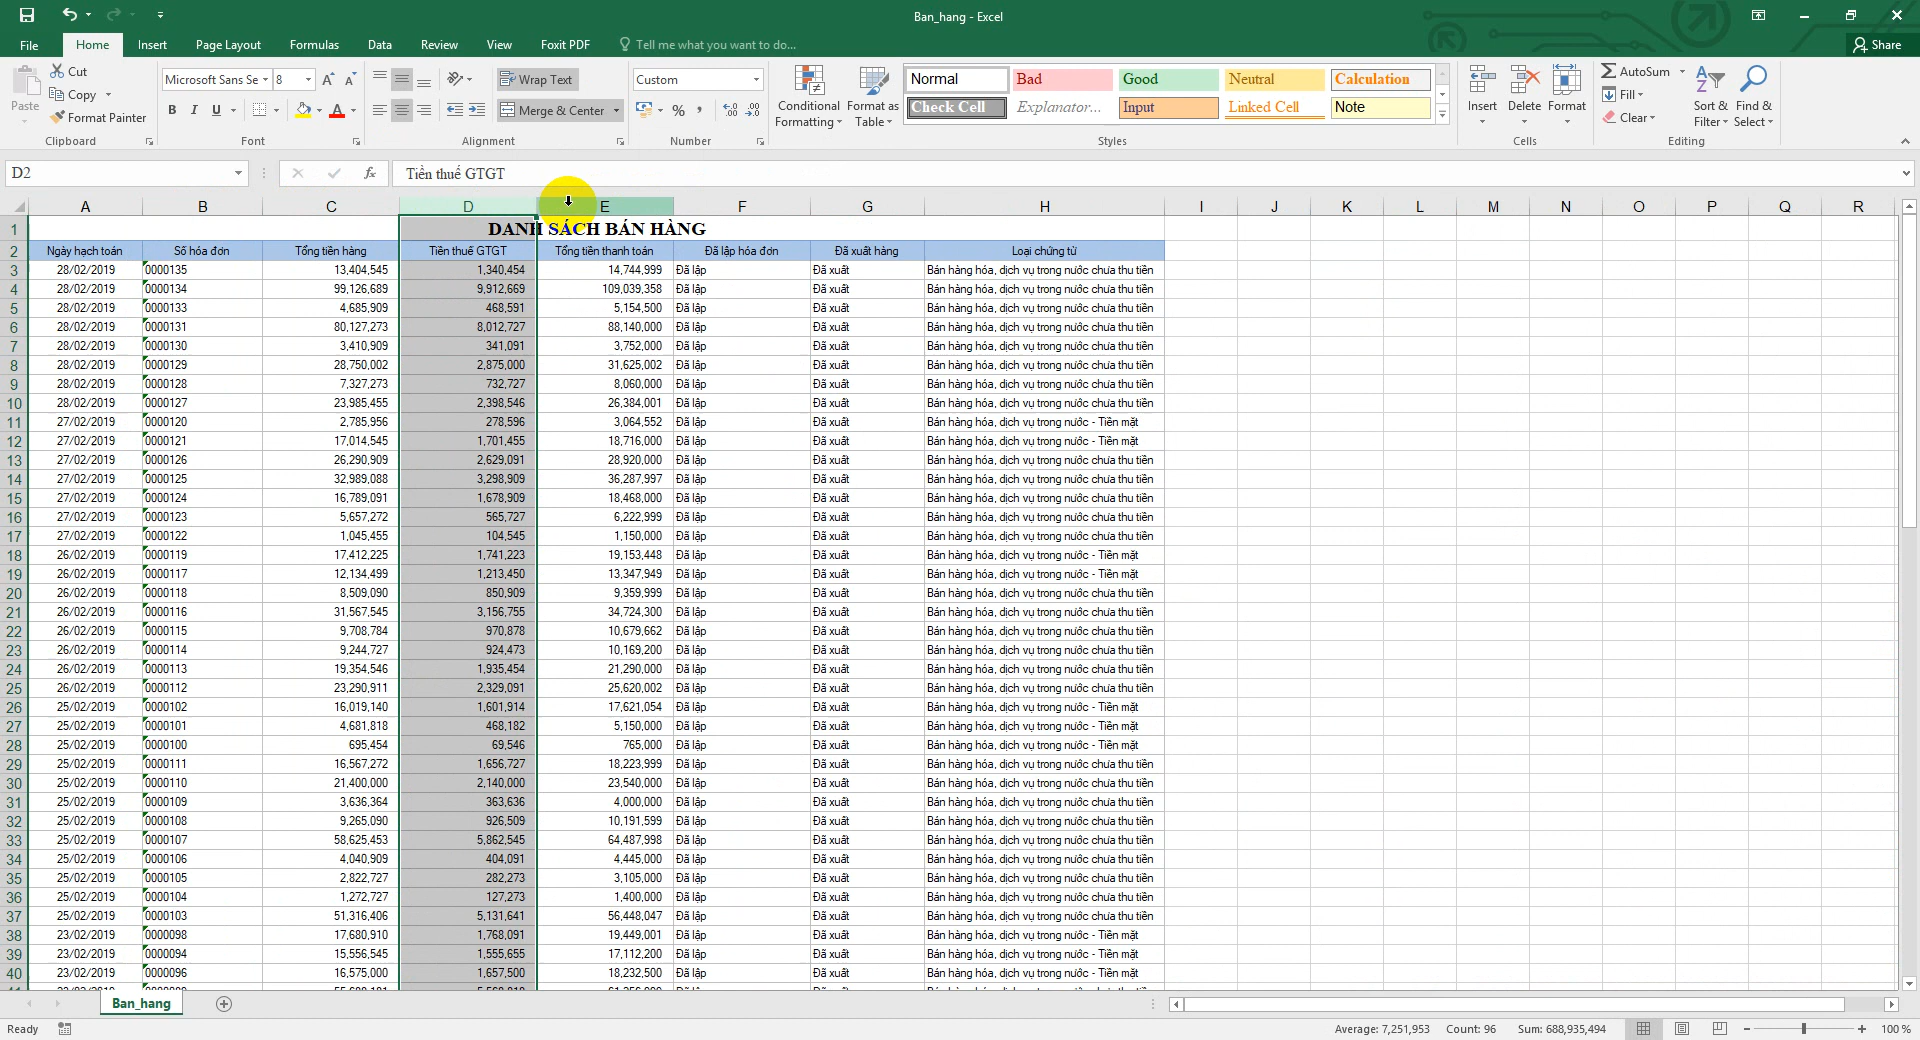 Ban_hang - Excel
File Home Insert Page Layout Formulas Data Review View Foxit PDF Tell me what you want to do... Share
Paste Cut Copy Format Painter Clipboard
Microsoft Sans Se 8 B I U A Font
Wrap Text Merge & Center Alignment
Custom % , Number
Conditional Formatting Format as Table
Normal Bad Good Neutral Calculation
Check Cell Explanator... Input Linked Cell Note
Styles
Insert Delete Format Cells
AutoSum Fill Clear Sort & Filter Find & Select Editing
D2 fx Tiền thuế GTGT
A B C D E F G H I J K L M N O P Q R
1 DANH SÁCH BÁN HÀNG
2 Ngày hạch toán Số hóa đơn Tổng tiền hàng Tiền thuế GTGT Tổng tiền thanh toán Đã lập hóa đơn Đã xuất hàng Loại chứng từ
3 28/02/2019 0000135 13,404,545 1,340,454 14,744,999 Đã lập Đã xuất Bán hàng hóa, dịch vụ trong nước chưa thu tiền
4 28/02/2019 0000134 99,126,689 9,912,669 109,039,358 Đã lập Đã xuất Bán hàng hóa, dịch vụ trong nước chưa thu tiền
5 28/02/2019 0000133 4,685,909 468,591 5,154,500 Đã lập Đã xuất Bán hàng hóa, dịch vụ trong nước chưa thu tiền
6 28/02/2019 0000131 80,127,273 8,012,727 88,140,000 Đã lập Đã xuất Bán hàng hóa, dịch vụ trong nước chưa thu tiền
7 28/02/2019 0000130 3,410,909 341,091 3,752,000 Đã lập Đã xuất Bán hàng hóa, dịch vụ trong nước chưa thu tiền
8 28/02/2019 0000129 28,750,002 2,875,000 31,625,002 Đã lập Đã xuất Bán hàng hóa, dịch vụ trong nước chưa thu tiền
9 28/02/2019 0000128 7,327,273 732,727 8,060,000 Đã lập Đã xuất Bán hàng hóa, dịch vụ trong nước chưa thu tiền
10 28/02/2019 0000127 23,985,455 2,398,546 26,384,001 Đã lập Đã xuất Bán hàng hóa, dịch vụ trong nước chưa thu tiền
11 27/02/2019 0000120 2,785,956 278,596 3,064,552 Đã lập Đã xuất Bán hàng hóa, dịch vụ trong nước - Tiền mặt
12 27/02/2019 0000121 17,014,545 1,701,455 18,716,000 Đã lập Đã xuất Bán hàng hóa, dịch vụ trong nước - Tiền mặt
13 27/02/2019 0000126 26,290,909 2,629,091 28,920,000 Đã lập Đã xuất Bán hàng hóa, dịch vụ trong nước chưa thu tiền
14 27/02/2019 0000125 32,989,088 3,298,909 36,287,997 Đã lập Đã xuất Bán hàng hóa, dịch vụ trong nước chưa thu tiền
15 27/02/2019 0000124 16,789,091 1,678,909 18,468,000 Đã lập Đã xuất Bán hàng hóa, dịch vụ trong nước chưa thu tiền
16 27/02/2019 0000123 5,657,272 565,727 6,222,999 Đã lập Đã xuất Bán hàng hóa, dịch vụ trong nước chưa thu tiền
17 27/02/2019 0000122 1,045,455 104,545 1,150,000 Đã lập Đã xuất Bán hàng hóa, dịch vụ trong nước chưa thu tiền
18 26/02/2019 0000119 17,412,225 1,741,223 19,153,448 Đã lập Đã xuất Bán hàng hóa, dịch vụ trong nước - Tiền mặt
19 26/02/2019 0000117 12,134,499 1,213,450 13,347,949 Đã lập Đã xuất Bán hàng hóa, dịch vụ trong nước - Tiền mặt
20 26/02/2019 0000118 8,509,090 850,909 9,359,999 Đã lập Đã xuất Bán hàng hóa, dịch vụ trong nước chưa thu tiền
21 26/02/2019 0000116 31,567,545 3,156,755 34,724,300 Đã lập Đã xuất Bán hàng hóa, dịch vụ trong nước chưa thu tiền
22 26/02/2019 0000115 9,708,784 970,878 10,679,662 Đã lập Đã xuất Bán hàng hóa, dịch vụ trong nước chưa thu tiền
23 26/02/2019 0000114 9,244,727 924,473 10,169,200 Đã lập Đã xuất Bán hàng hóa, dịch vụ trong nước chưa thu tiền
24 26/02/2019 0000113 19,354,546 1,935,454 21,290,000 Đã lập Đã xuất Bán hàng hóa, dịch vụ trong nước chưa thu tiền
25 26/02/2019 0000112 23,290,911 2,329,091 25,620,002 Đã lập Đã xuất Bán hàng hóa, dịch vụ trong nước chưa thu tiền
26 25/02/2019 0000102 16,019,140 1,601,914 17,621,054 Đã lập Đã xuất Bán hàng hóa, dịch vụ trong nước - Tiền mặt
27 25/02/2019 0000101 4,681,818 468,182 5,150,000 Đã lập Đã xuất Bán hàng hóa, dịch vụ trong nước - Tiền mặt
28 25/02/2019 0000100 695,454 69,546 765,000 Đã lập Đã xuất Bán hàng hóa, dịch vụ trong nước - Tiền mặt
29 25/02/2019 0000111 16,567,272 1,656,727 18,223,999 Đã lập Đã xuất Bán hàng hóa, dịch vụ trong nước chưa thu tiền
30 25/02/2019 0000110 21,400,000 2,140,000 23,540,000 Đã lập Đã xuất Bán hàng hóa, dịch vụ trong nước chưa thu tiền
31 25/02/2019 0000109 3,636,364 363,636 4,000,000 Đã lập Đã xuất Bán hàng hóa, dịch vụ trong nước chưa thu tiền
32 25/02/2019 0000108 9,265,090 926,509 10,191,599 Đã lập Đã xuất Bán hàng hóa, dịch vụ trong nước chưa thu tiền
33 25/02/2019 0000107 58,625,453 5,862,545 64,487,998 Đã lập Đã xuất Bán hàng hóa, dịch vụ trong nước chưa thu tiền
34 25/02/2019 0000106 4,040,909 404,091 4,445,000 Đã lập Đã xuất Bán hàng hóa, dịch vụ trong nước chưa thu tiền
35 25/02/2019 0000105 2,822,727 282,273 3,105,000 Đã lập Đã xuất Bán hàng hóa, dịch vụ trong nước chưa thu tiền
36 25/02/2019 0000104 1,272,727 127,273 1,400,000 Đã lập Đã xuất Bán hàng hóa, dịch vụ trong nước chưa thu tiền
37 25/02/2019 0000103 51,316,406 5,131,641 56,448,047 Đã lập Đã xuất Bán hàng hóa, dịch vụ trong nước chưa thu tiền
38 23/02/2019 0000098 17,680,910 1,768,091 19,449,001 Đã lập Đã xuất Bán hàng hóa, dịch vụ trong nước - Tiền mặt
39 23/02/2019 0000094 15,556,545 1,555,655 17,112,200 Đã lập Đã xuất Bán hàng hóa, dịch vụ trong nước - Tiền mặt
40 23/02/2019 0000096 16,575,000 1,657,500 18,232,500 Đã lập Đã xuất Bán hàng hóa, dịch vụ trong nước - Tiền mặt
Ban_hang
Ready Average: 7,251,953 Count: 96 Sum: 688,935,494 100 %